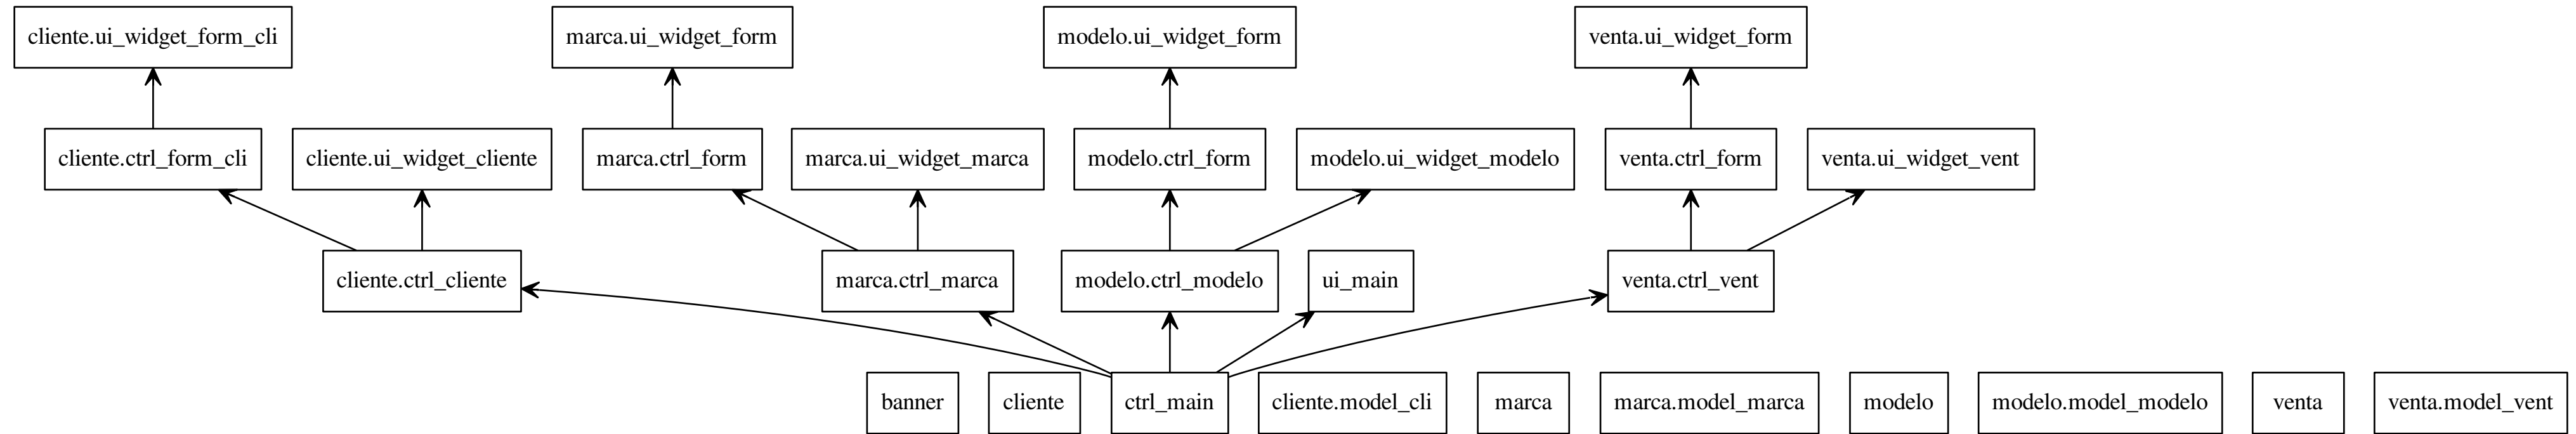 cliente.ui_widget_form_cli
marca.ui_widget_form
modelo.ui_widget_form
venta.ui_widget_form
cliente.ctrl_form_cli
cliente.ui_widget_cliente
marca.ctrl_form
marca.ui_widget_marca
modelo.ctrl_form
modelo.ui_widget_modelo
venta.ctrl_form
venta.ui_widget_vent
cliente.ctrl_cliente
marca.ctrl_marca
modelo.ctrl_modelo
ui_main
venta.ctrl_vent
banner
cliente
ctrl_main
cliente.model_cli
marca
marca.model_marca
modelo
modelo.model_modelo
venta
venta.model_vent